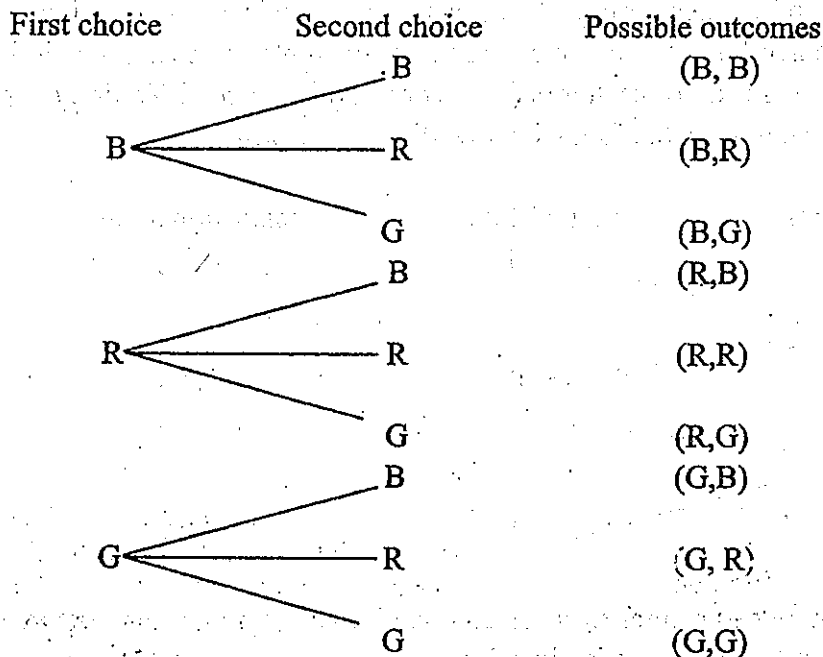 First choice Second choice Possible outcomes
B (B, B)
B R (B,R)
G (B,G)
B (R,B)
R R (R,R)
G (R,G)
B (G,B)
G R (G, R)
G (G,G)